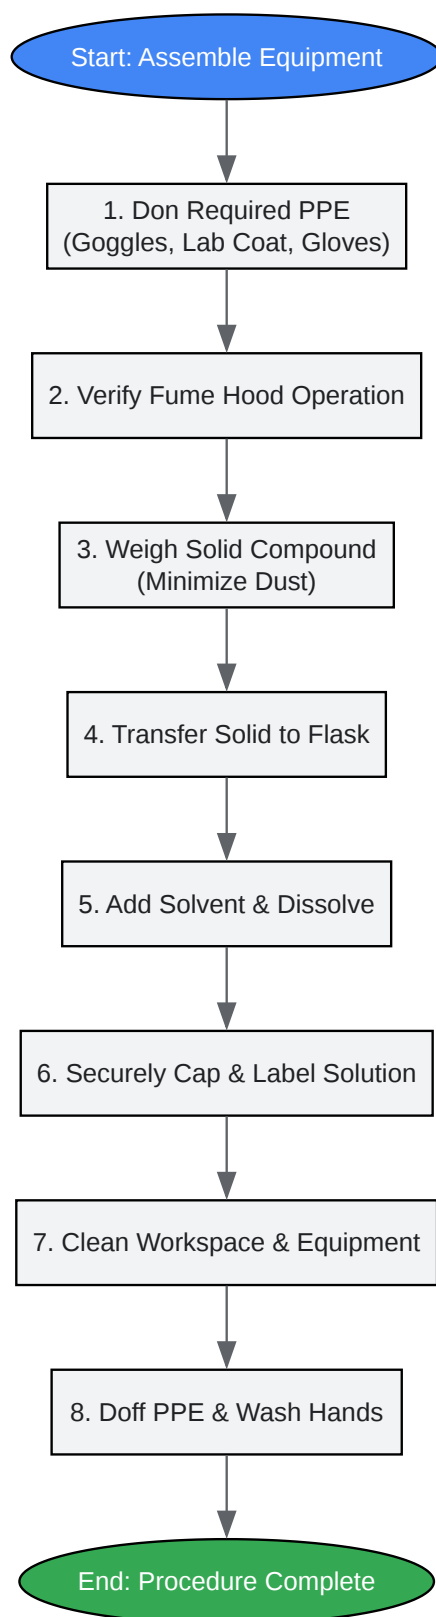 Start: Assemble Equipment
1. Don Required PPE
(Goggles, Lab Coat, Gloves)
2. Verify Fume Hood Operation
3. Weigh Solid Compound
(Minimize Dust)
4. Transfer Solid to Flask
5. Add Solvent & Dissolve
6. Securely Cap & Label Solution
7. Clean Workspace & Equipment
8. Doff PPE & Wash Hands
End: Procedure Complete